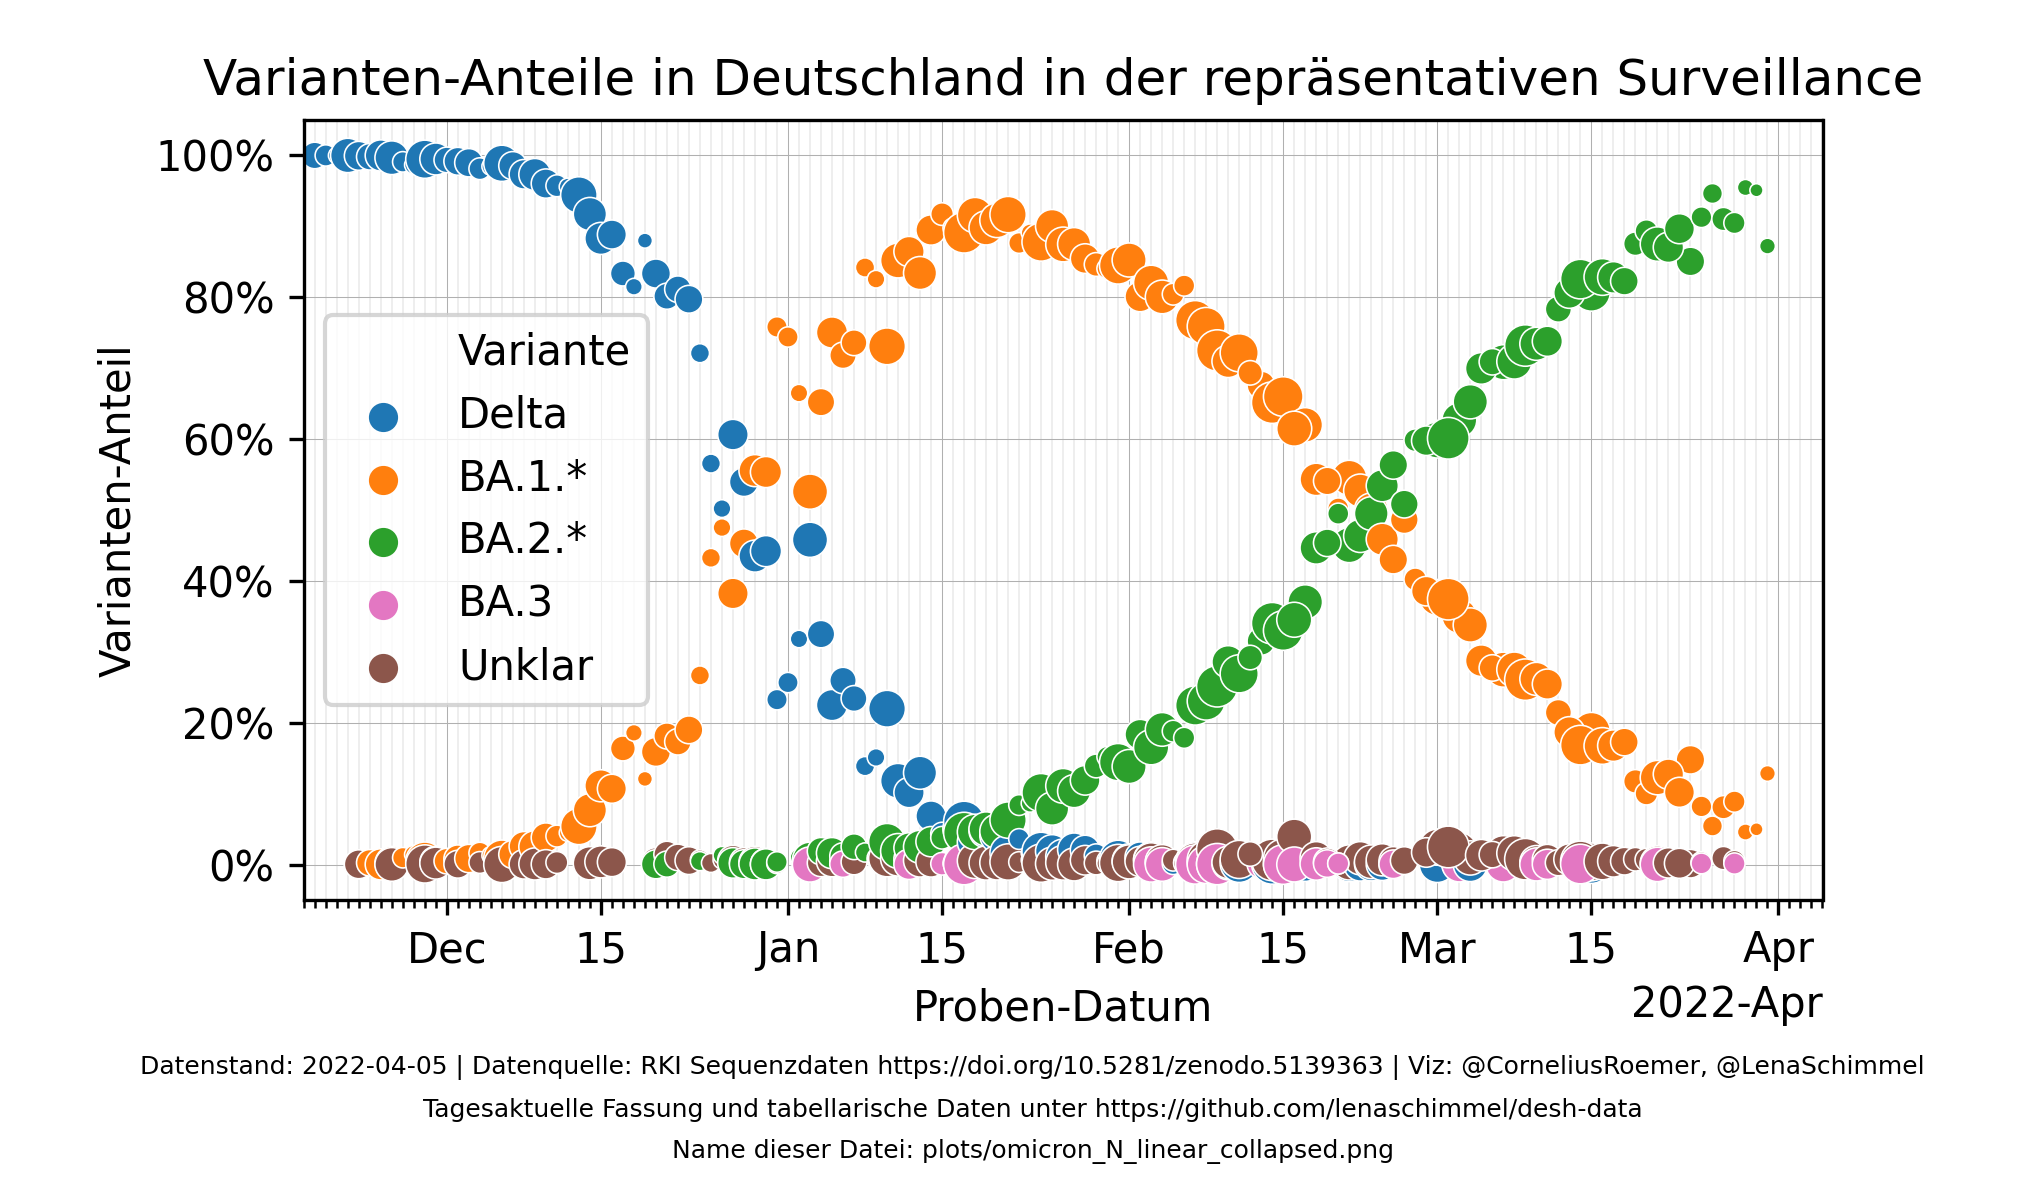 Varianten-Anteile in Deutschland in der repräsentativen Surveillance
Varianten-Anteil
100%
80%
60%
40%
20%
0%
Variante
Delta
BA.1.*
BA.2.*
BA.3
Unklar
Dec 15 Jan 15 Feb 15 Mar 15 Apr
Proben-Datum
2022-Apr
Datenstand: 2022-04-05 | Datenquelle: RKI Sequenzdaten https://doi.org/10.5281/zenodo.5139363 | Viz: @CorneliusRoemer, @LenaSchimmel
Tagesaktuelle Fassung und tabellarische Daten unter https://github.com/lenaschimmel/desh-data
Name dieser Datei: plots/omicron_N_linear_collapsed.png